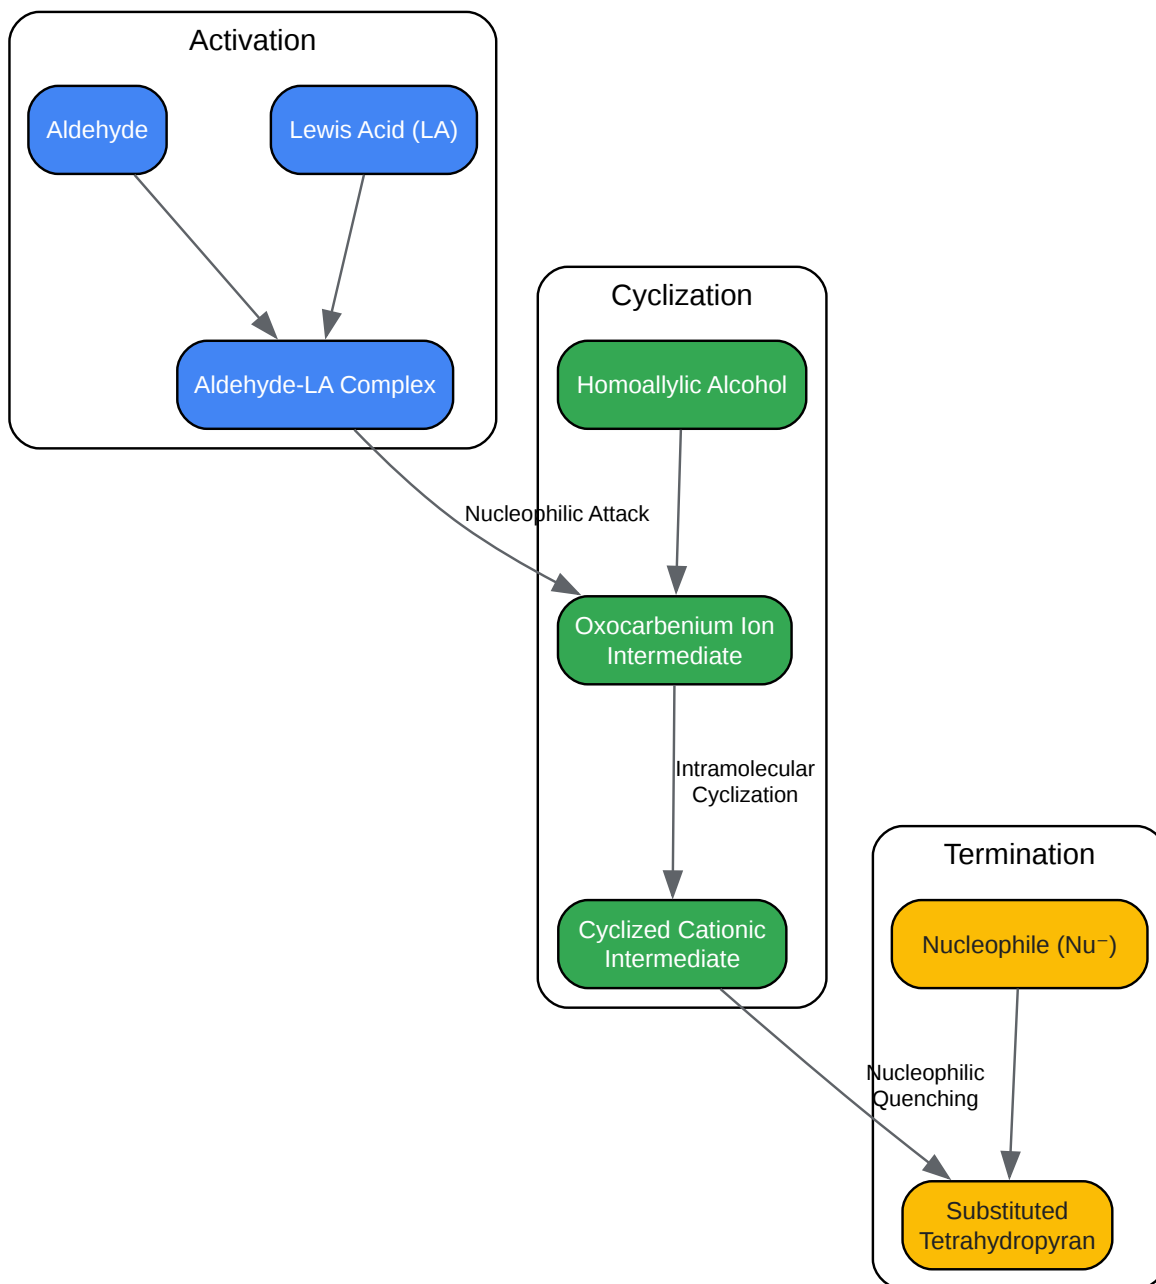 Activation
Aldehyde
Lewis Acid (LA)
Aldehyde-LA Complex
Cyclization
Homoallylic Alcohol
Nucleophilic Attack
Oxocarbenium Ion
Intermediate
Intramolecular
Cyclization
Cyclized Cationic
Intermediate
Termination
Nucleophile (Nu⁻)
Nucleophilic
Quenching
Substituted
Tetrahydropyran